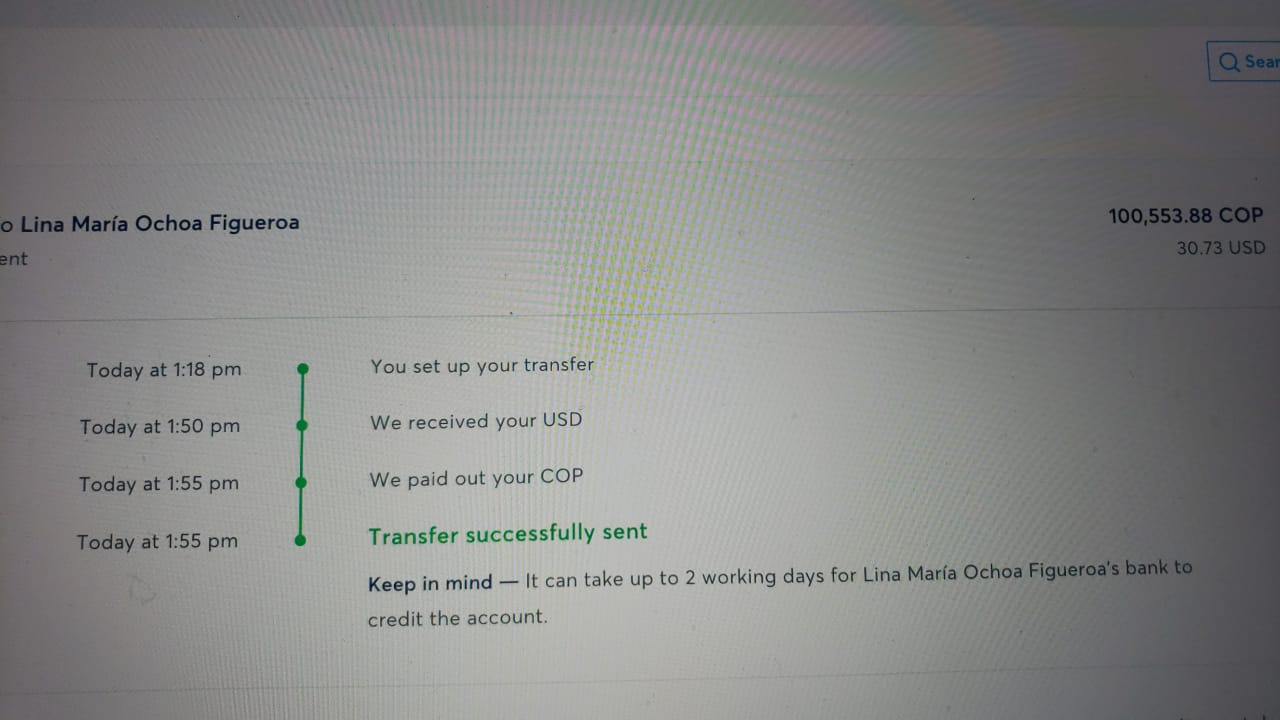 Sear
o Lina María Ochoa Figueroa
100,553.88 COP
ent
30.73 USD
Today at 1:18 pm
You set up your transfer
Today at 1:50 pm
We received your USD
Today at 1:55 pm
We paid out your COP
Today at 1:55 pm
Transfer successfully sent
Keep in mind — It can take up to 2 working days for Lina María Ochoa Figueroa's bank to
credit the account.